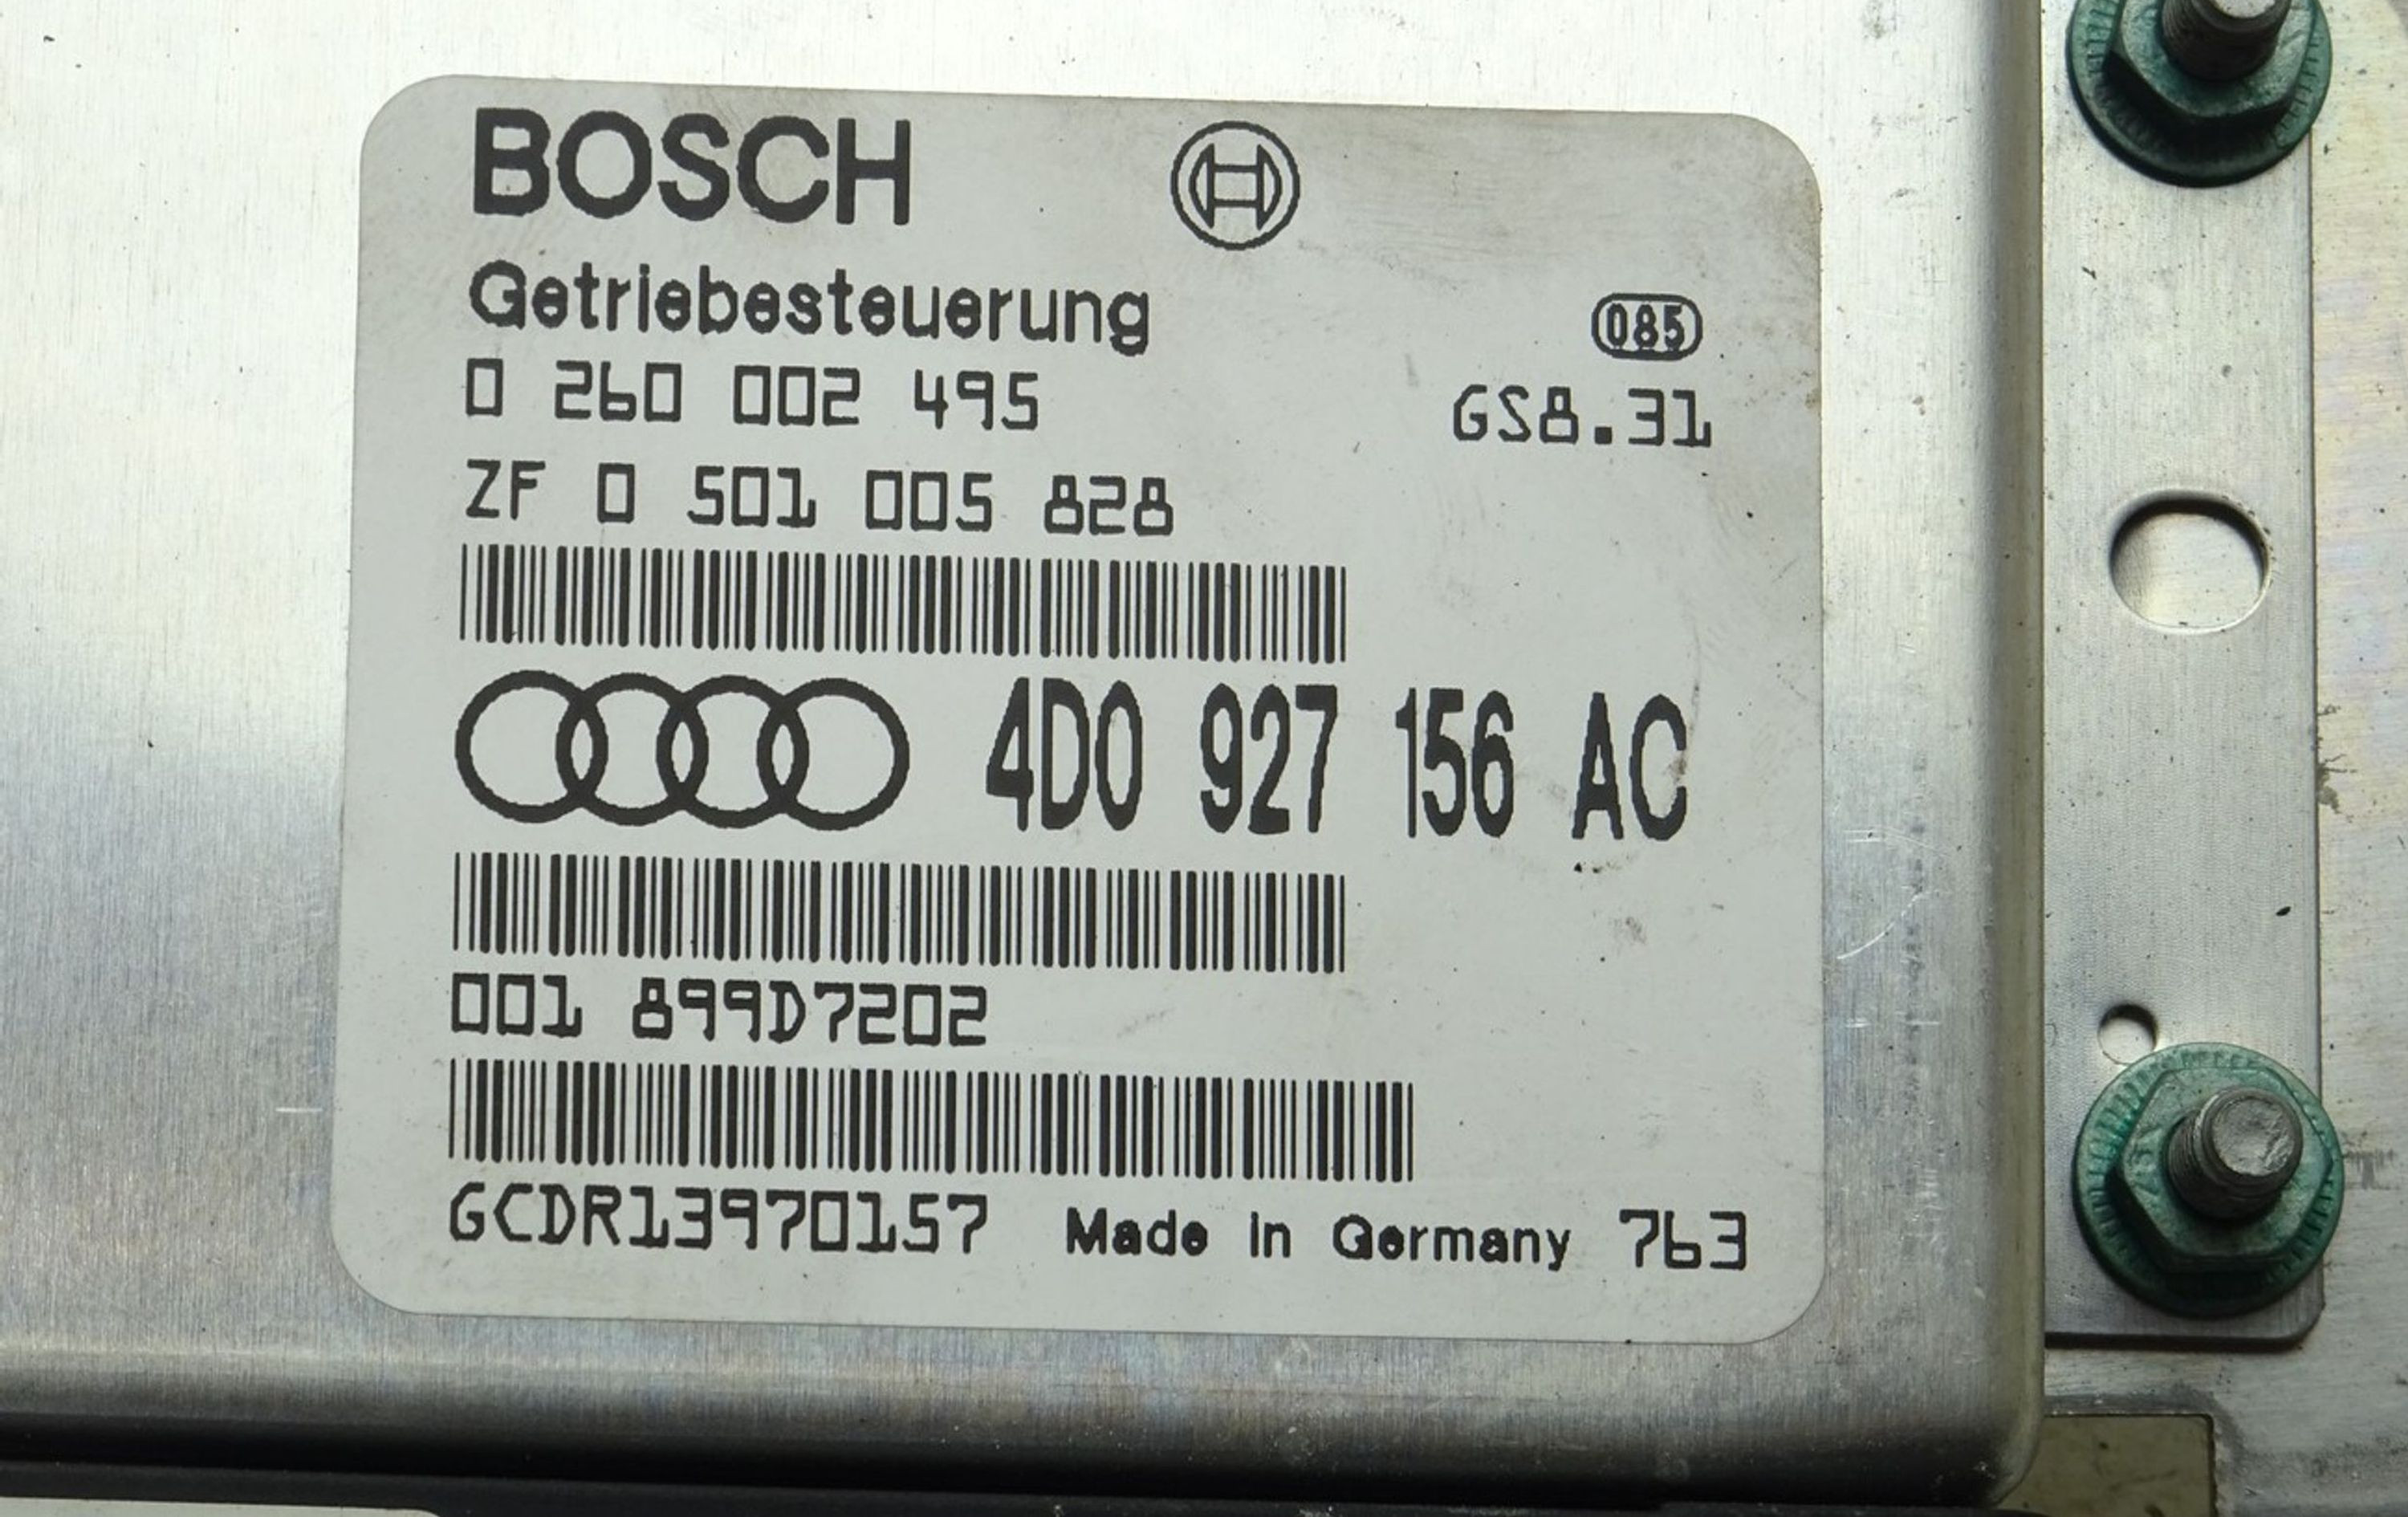 BOSCH
Getriebesteuerung
085
0 260 002 495 GS8.31
ZF 0 501 005 828
4D0 927 156 AC
001 899D7202
GCDR13970157 Made in Germany 763